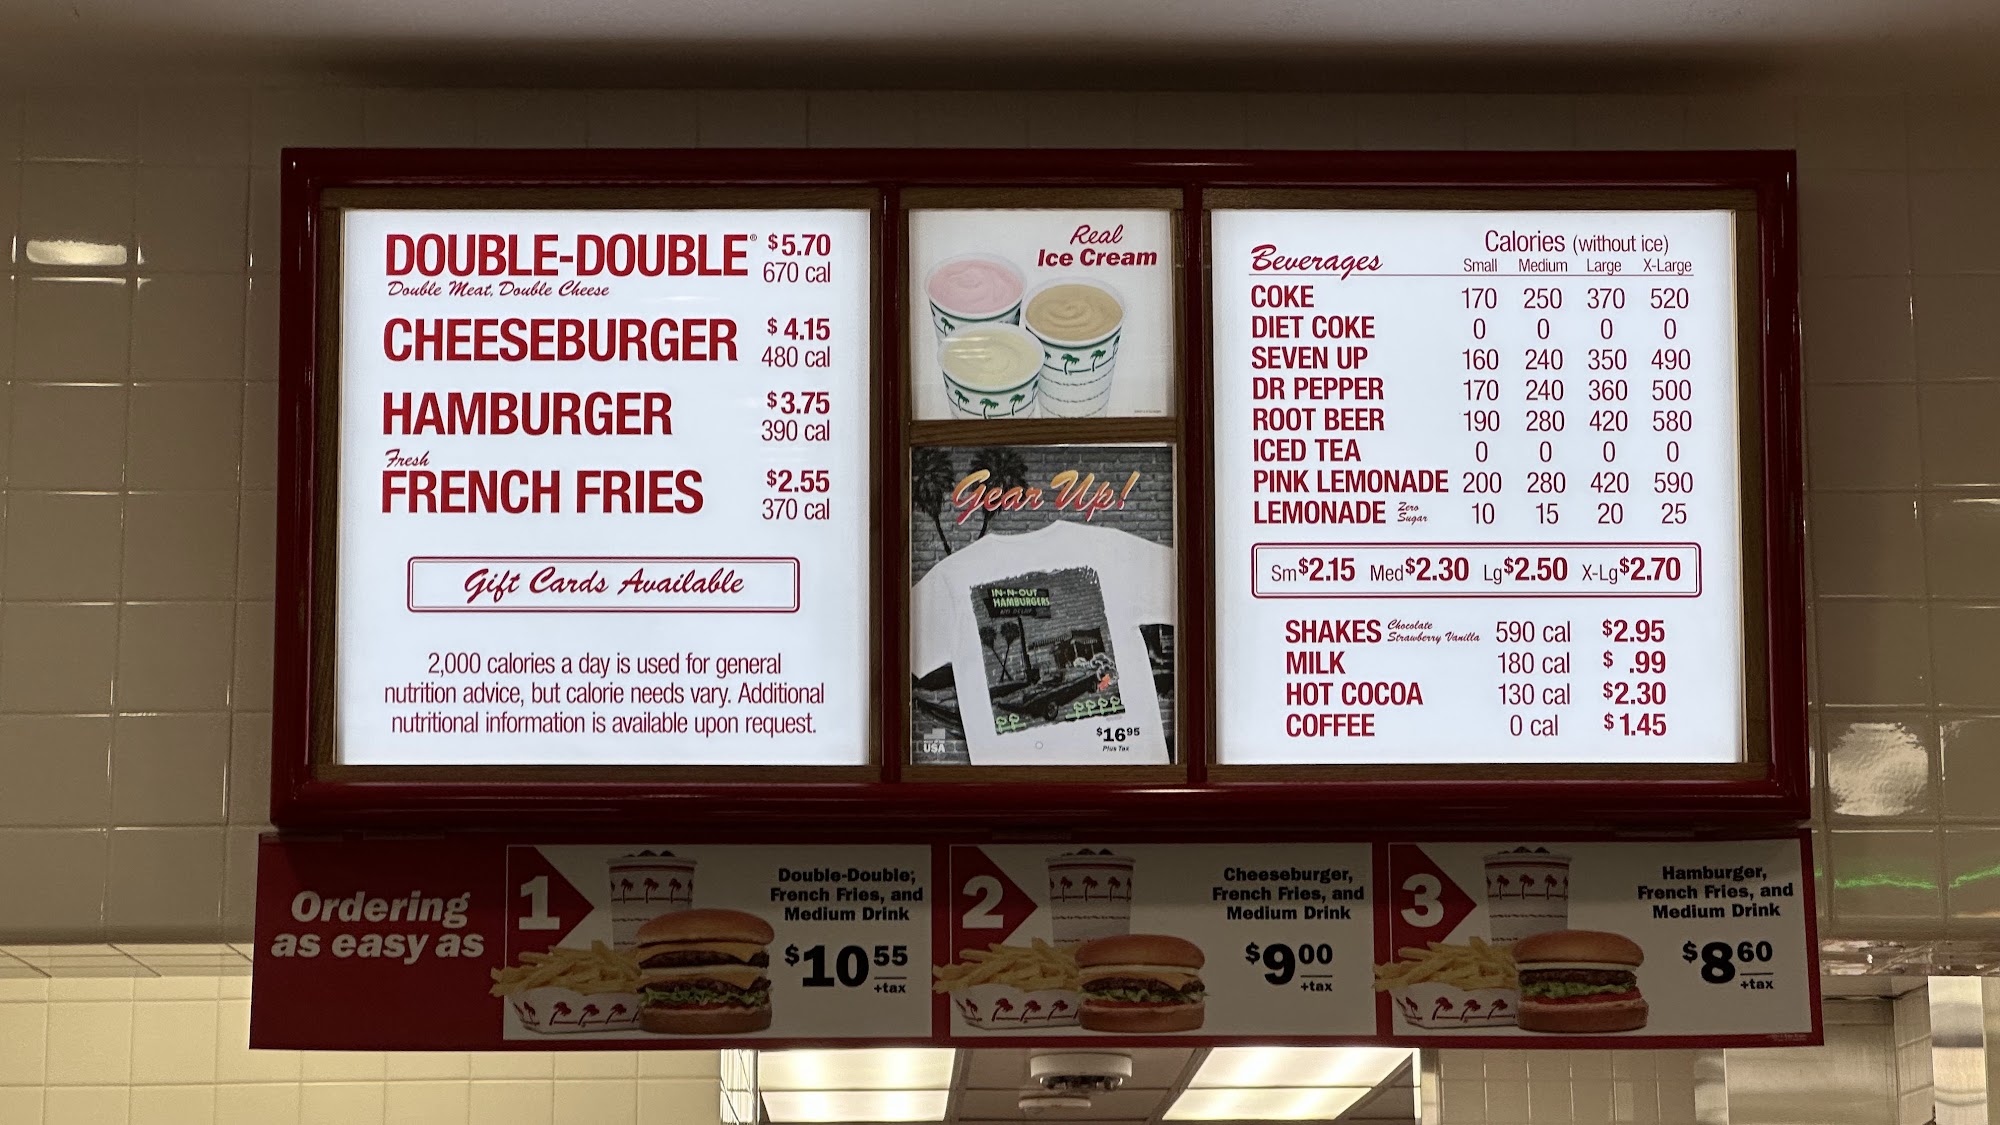 DOUBLE-DOUBLE® $5.70
Double Meat, Double Cheese 670 cal
CHEESEBURGER $4.15
480 cal
HAMBURGER $3.75
390 cal
Fresh
FRENCH FRIES $2.55
370 cal
Gift Cards Available
2,000 calories a day is used for general
nutrition advice, but calorie needs vary. Additional
nutritional information is available upon request.
Real
Ice Cream
Gear Up!
IN-N-OUT
HAMBURGERS
USA
$16.95
Plus Tax
Beverages Calories (without ice)
Small Medium Large X-Large
COKE 170 250 370 520
DIET COKE 0 0 0 0
SEVEN UP 160 240 350 490
DR PEPPER 170 240 360 500
ROOT BEER 190 280 420 580
ICED TEA 0 0 0 0
PINK LEMONADE 200 280 420 590
LEMONADE Zero Sugar 10 15 20 25
Sm $2.15 Med $2.30 Lg $2.50 X-Lg $2.70
SHAKES Chocolate Strawberry Vanilla 590 cal $2.95
MILK 180 cal $ .99
HOT COCOA 130 cal $2.30
COFFEE 0 cal $1.45
Ordering
as easy as
1
Double-Double,
French Fries, and
Medium Drink
$10 55
+tax
2
Cheeseburger,
French Fries, and
Medium Drink
$9 00
+tax
3
Hamburger,
French Fries, and
Medium Drink
$8 60
+tax